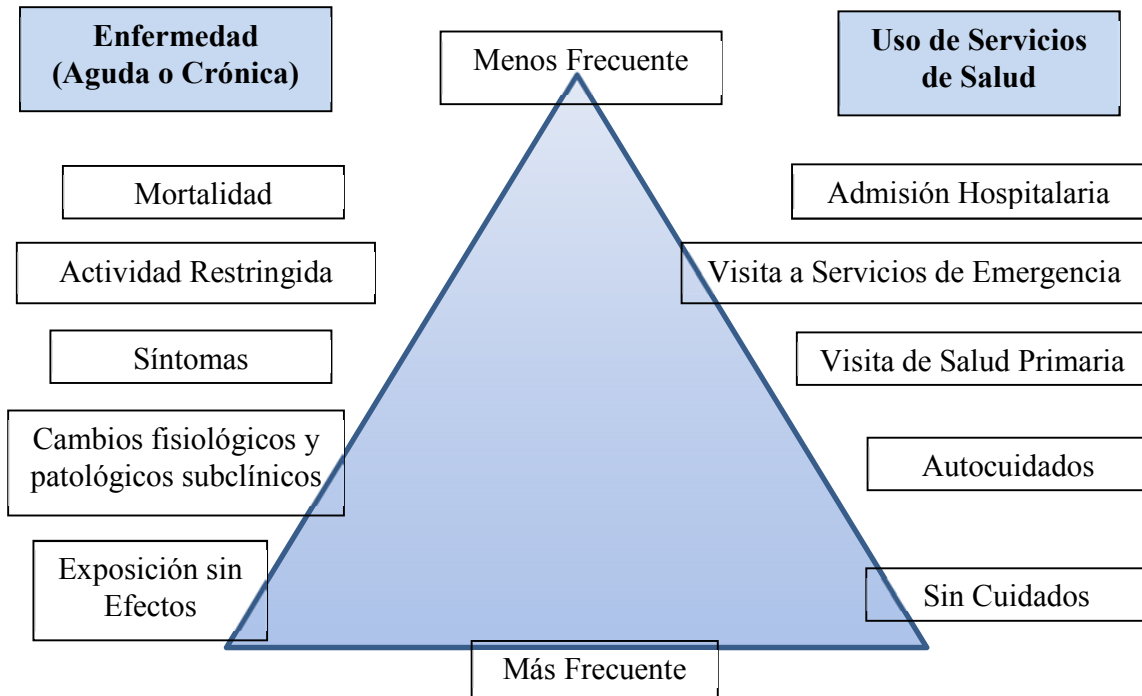 Enfermedad
(Aguda o Crónica)
Menos Frecuente
Uso de Servicios
de Salud
Mortalidad
Admisión Hospitalaria
Actividad Restringida
Visita a Servicios de Emergencia
Síntomas
Visita de Salud Primaria
Cambios fisiológicos y
patológicos subclínicos
Autocuidados
Exposición sin
Efectos
Sin Cuidados
Más Frecuente